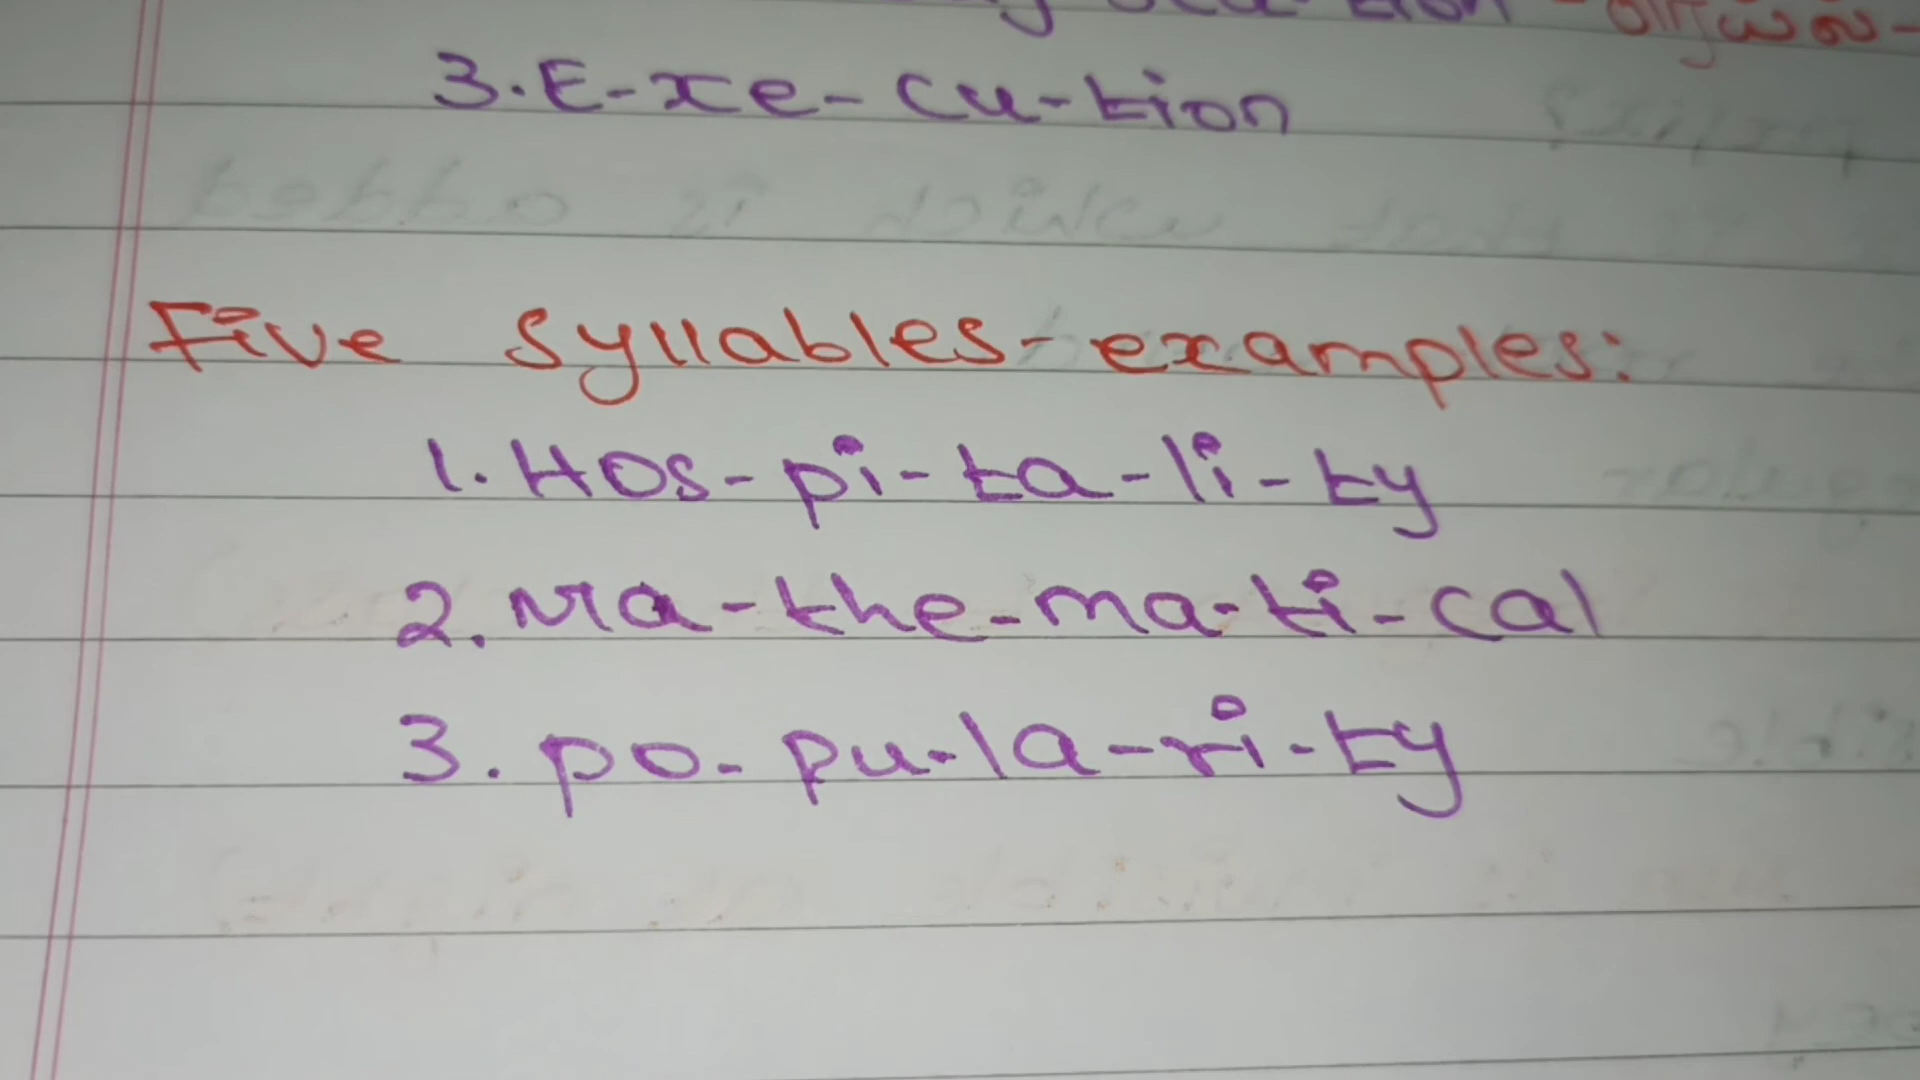 3. E-xe-cu-tion
Five Syllables-examples:
1. Hos-pi-ta-li-ty
2. Ma-the-ma-ti-cal
3. po-pu-la-ri-ty